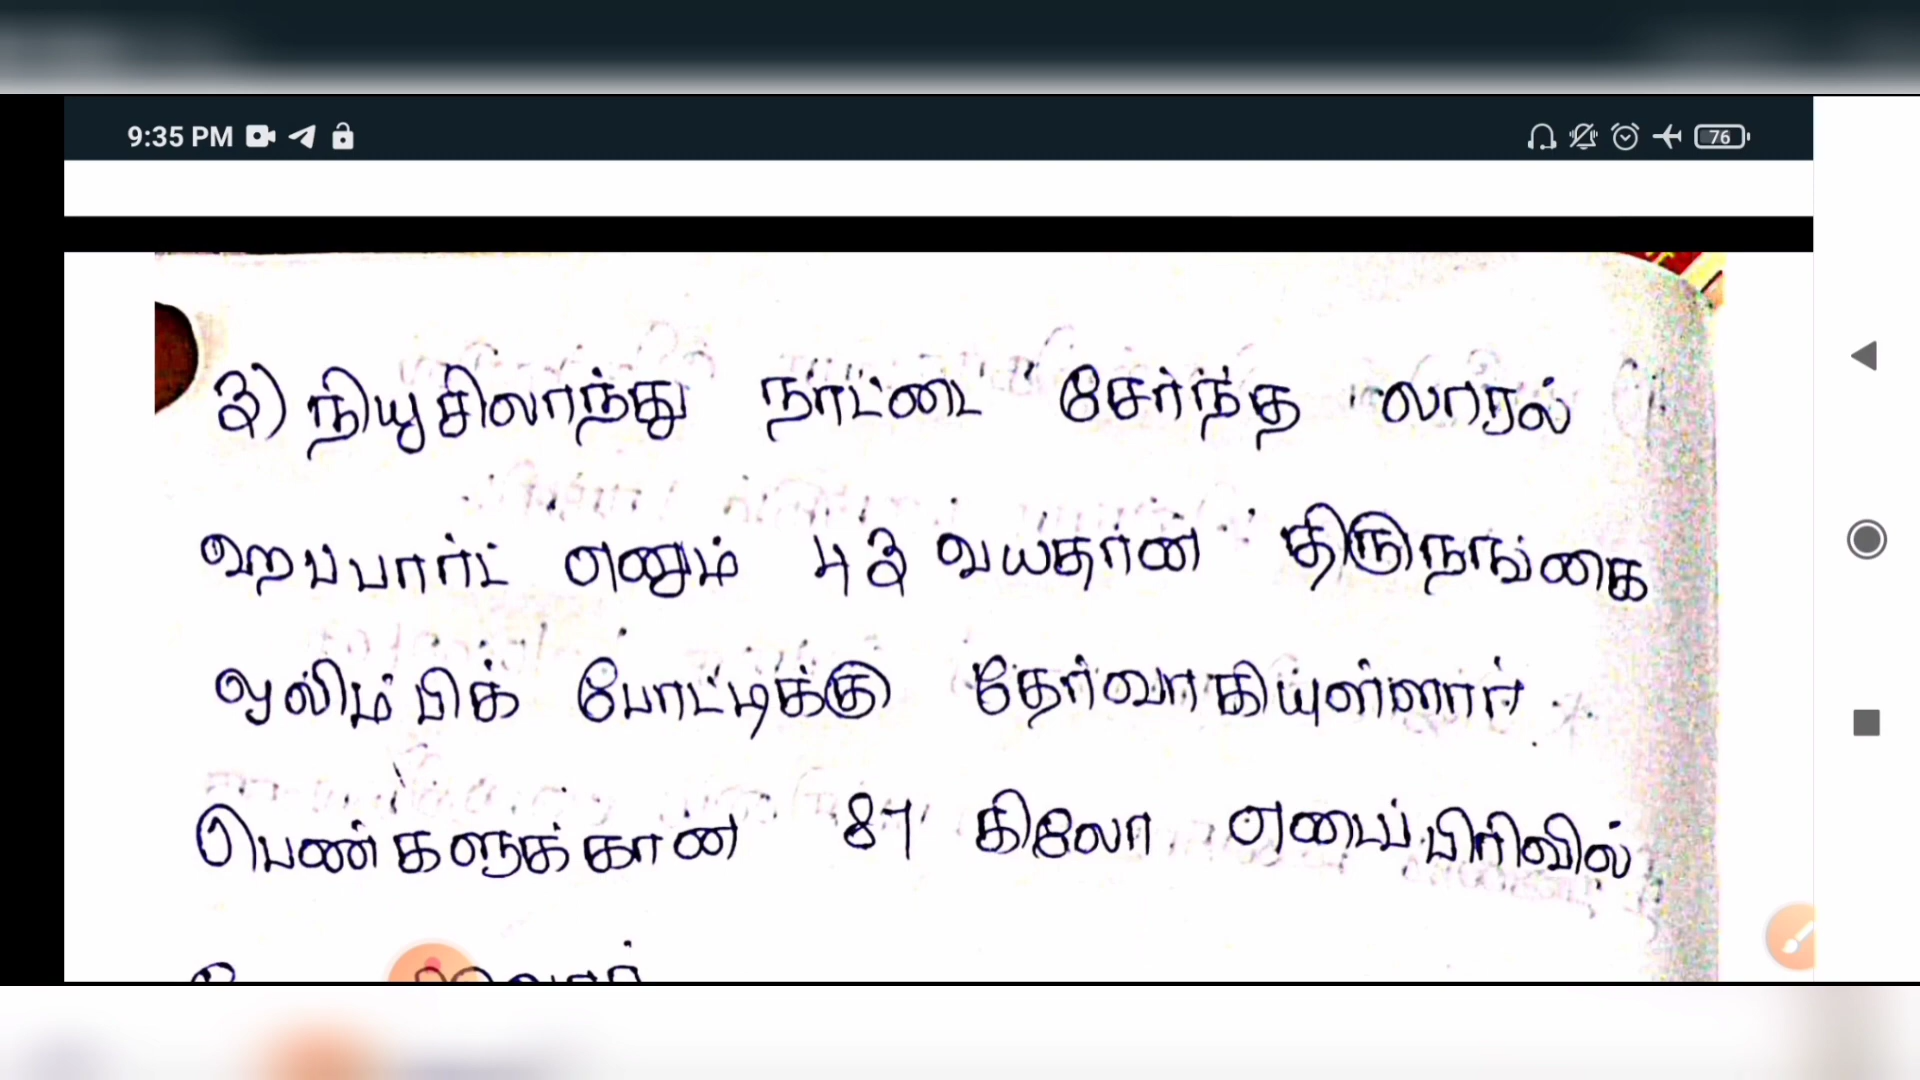 9:35 PM
76
3) நியுசிலாந்து நாட்டை சேர்ந்த லாரல்
ஹப்பார்ட் எனும் 43 வயதான திருநங்கை
ஒலிம்பிக் போட்டிக்கு தேர்வாகியுள்ளார்
பெண்களுக்கான 87 கிலோ எடைப்பிரிவில்